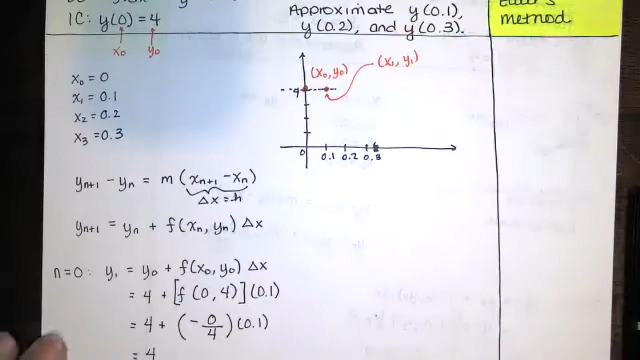 IC: y(0) = 4
x₀ y₀
Approximate y(0.1),
y(0.2), and y(0.3).
method
x₀ = 0
x₁ = 0.1
x₂ = 0.2
x₃ = 0.3
(x₀, y₀)
(x₁, y₁)
4
0 0.1 0.2 0.3
yₙ₊₁ - yₙ = m (xₙ₊₁ - xₙ)
Δx = h
yₙ₊₁ = yₙ + f(xₙ, yₙ) Δx
n=0: y₁ = y₀ + f(x₀, y₀) Δx
= 4 + [f(0, 4)](0.1)
= 4 + (-0/4)(0.1)
= 4